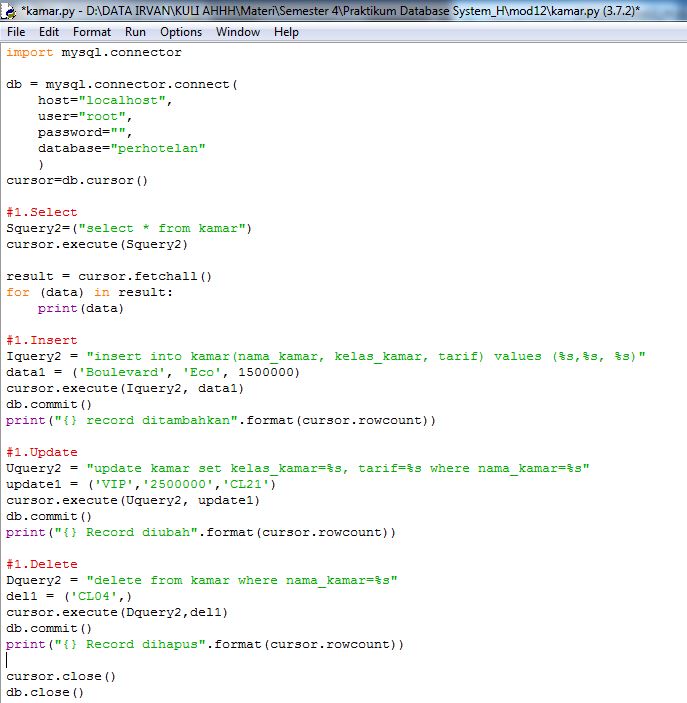 *kamar.py - D:\DATA IRVAN\KULI AHHH\Materi\Semester 4\Praktikum Database System_H\mod12\kamar.py (3.7.2)*
File Edit Format Run Options Window Help
import mysql.connector
db = mysql.connector.connect(
    host="localhost",
    user="root",
    password="",
    database="perhotelan"
    )
cursor=db.cursor()
#1.Select
Squery2=("select * from kamar")
cursor.execute(Squery2)
result = cursor.fetchall()
for (data) in result:
    print(data)
#1.Insert
Iquery2 = "insert into kamar(nama_kamar, kelas_kamar, tarif) values (%s,%s, %s)"
data1 = ('Boulevard', 'Eco', 1500000)
cursor.execute(Iquery2, data1)
db.commit()
print("{} record ditambahkan".format(cursor.rowcount))
#1.Update
Uquery2 = "update kamar set kelas_kamar=%s, tarif=%s where nama_kamar=%s"
update1 = ('VIP','2500000','CL21')
cursor.execute(Uquery2, update1)
db.commit()
print("{} Record diubah".format(cursor.rowcount))
#1.Delete
Dquery2 = "delete from kamar where nama_kamar=%s"
del1 = ('CL04',)
cursor.execute(Dquery2,del1)
db.commit()
print("{} Record dihapus".format(cursor.rowcount))
cursor.close()
db.close()